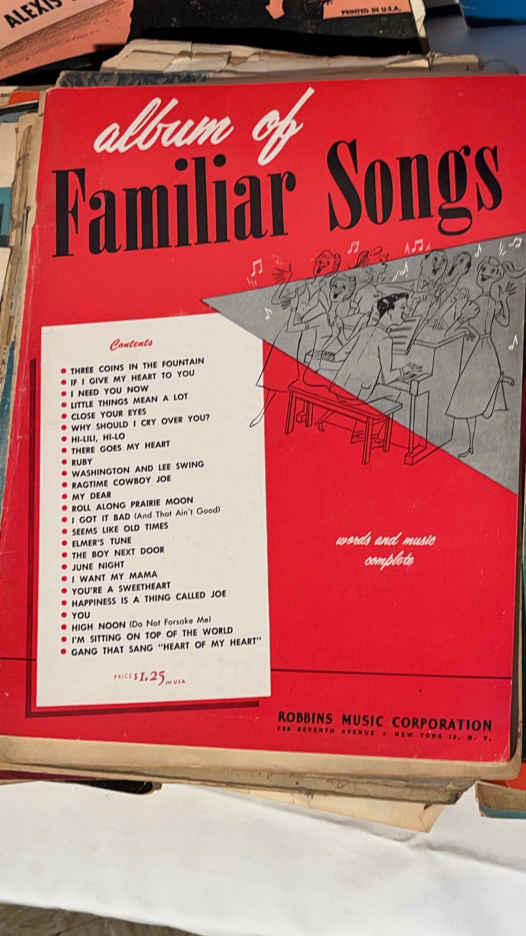 ALEXIS
PRINTED IN U.S.A.
album of
Familiar Songs
Contents
• THREE COINS IN THE FOUNTAIN
• IF I GIVE MY HEART TO YOU
• I NEED YOU NOW
• LITTLE THINGS MEAN A LOT
• CLOSE YOUR EYES
• WHY SHOULD I CRY OVER YOU?
• HI-LILI, HI-LO
• THERE GOES MY HEART
• RUBY
• WASHINGTON AND LEE SWING
• RAGTIME COWBOY JOE
• MY DEAR
• ROLL ALONG PRAIRIE MOON
• I GOT IT BAD (And That Ain't Good)
• SEEMS LIKE OLD TIMES
• ELMER'S TUNE
• THE BOY NEXT DOOR
• JUNE NIGHT
• I WANT MY MAMA
• YOU'RE A SWEETHEART
• HAPPINESS IS A THING CALLED JOE
• YOU
• HIGH NOON (Do Not Forsake Me)
• I'M SITTING ON TOP OF THE WORLD
• GANG THAT SANG "HEART OF MY HEART"
PRICE $1.25 IN U.S.A.
words and music
complete
ROBBINS MUSIC CORPORATION
SEVENTH AVENUE • NEW YORK 19, N. Y.